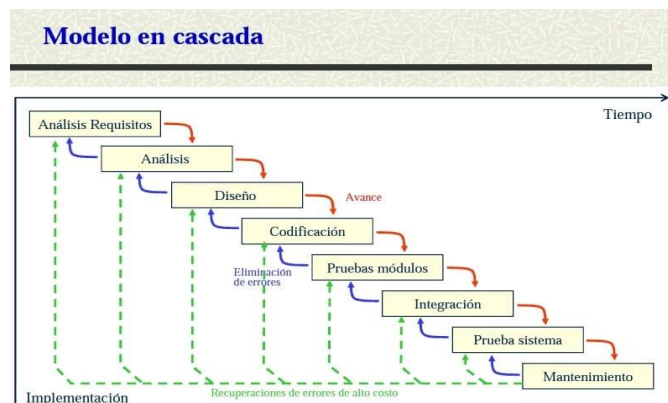 Modelo en cascada
Tiempo
Análisis Requisitos
Análisis
Diseño
Avance
Codificación
Eliminación
de errores
Pruebas módulos
Integración
Prueba sistema
Mantenimiento
Recuperaciones de errores de alto costo
Implementación